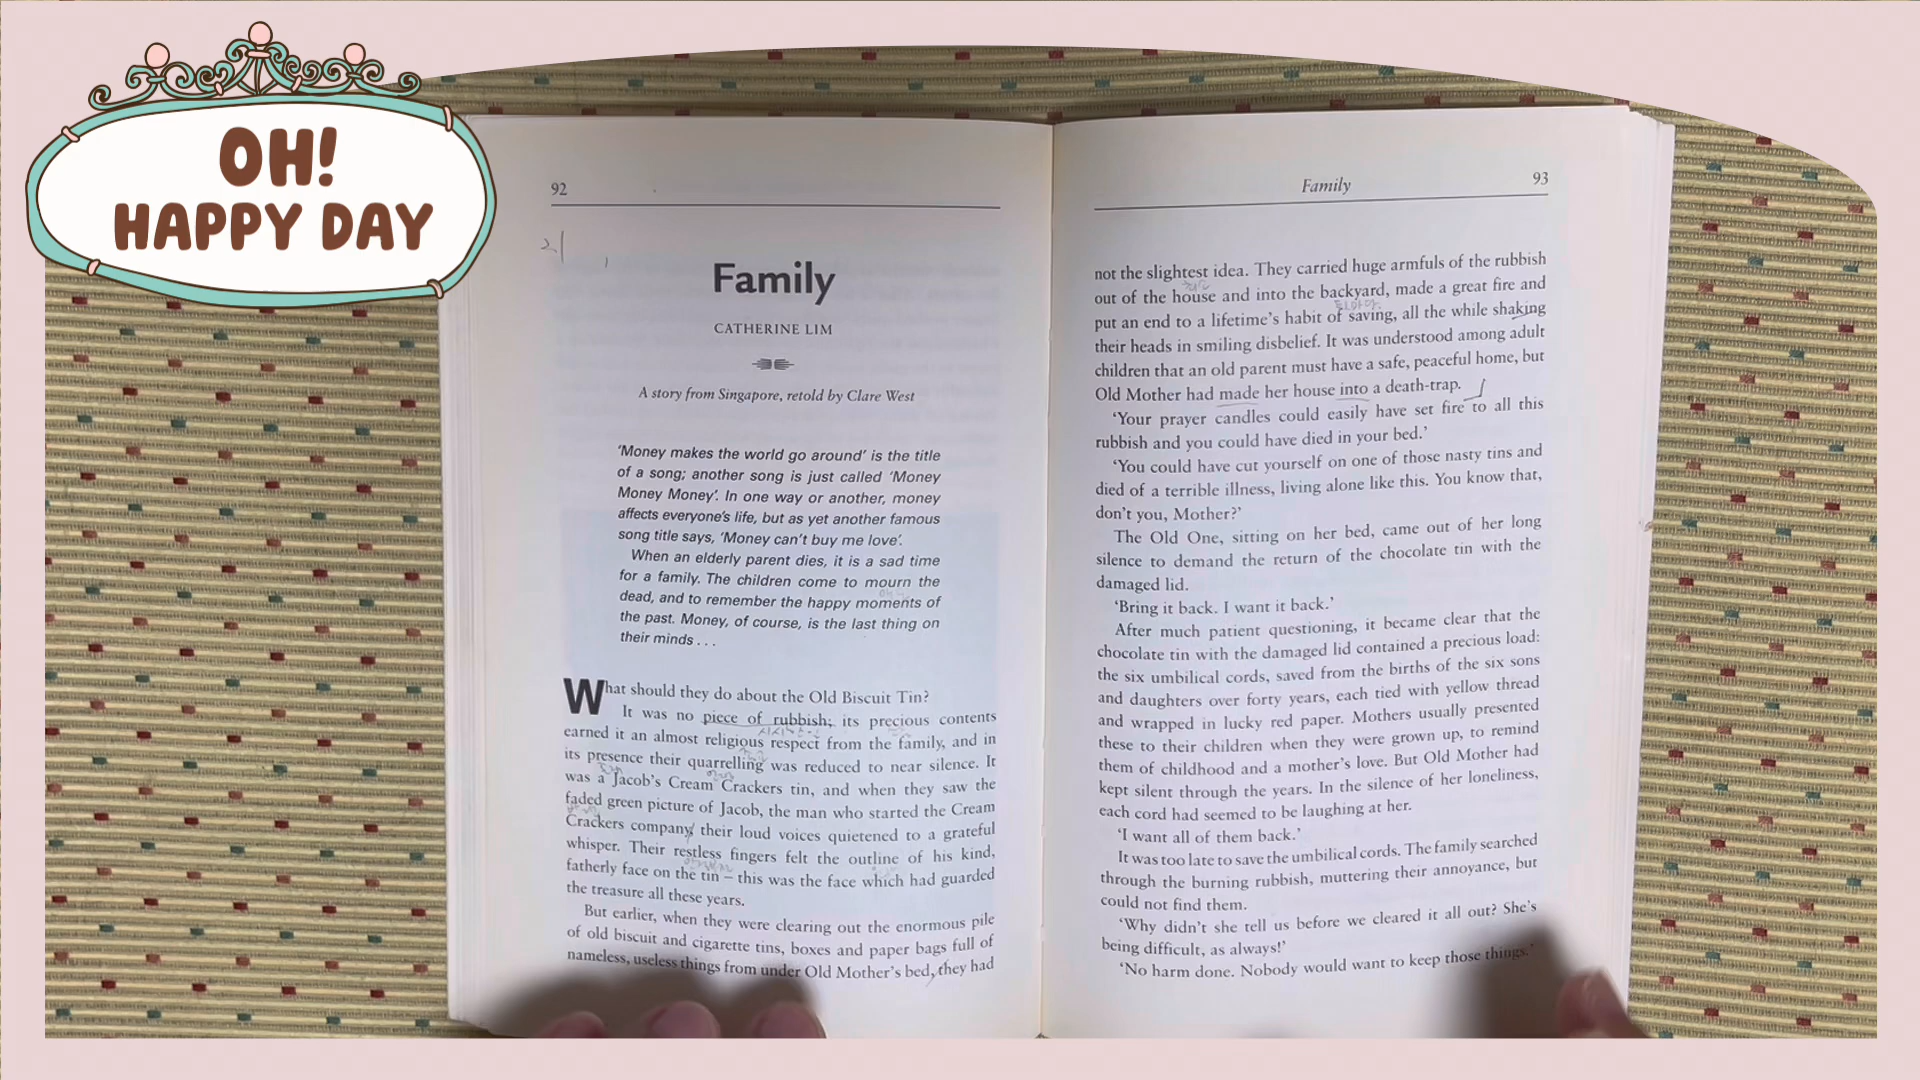 OH!
HAPPY DAY
92
Family
CATHERINE LIM
A story from Singapore, retold by Clare West
‘Money makes the world go around’ is the title
of a song; another song is just called ‘Money
Money Money’. In one way or another, money
affects everyone’s life, but as yet another famous
song title says, ‘Money can’t buy me love’.
When an elderly parent dies, it is a sad time
for a family. The children come to mourn the
dead, and to remember the happy moments of
the past. Money, of course, is the last thing on
their minds . . .
What should they do about the Old Biscuit Tin?
It was no piece of rubbish; its precious contents
earned it an almost religious respect from the family, and in
its presence their quarrelling was reduced to near silence. It
was a Jacob’s Cream Crackers tin, and when they saw the
faded green picture of Jacob, the man who started the Cream
Crackers company, their loud voices quietened to a grateful
whisper. Their restless fingers felt the outline of his kind,
fatherly face on the tin – this was the face which had guarded
the treasure all these years.
But earlier, when they were clearing out the enormous pile
of old biscuit and cigarette tins, boxes and paper bags full of
nameless, useless things from under Old Mother’s bed, they had
Family
93
not the slightest idea. They carried huge armfuls of the rubbish
out of the house and into the backyard, made a great fire and
put an end to a lifetime’s habit of saving, all the while shaking
their heads in smiling disbelief. It was understood among adult
children that an old parent must have a safe, peaceful home, but
Old Mother had made her house into a death-trap.
‘Your prayer candles could easily have set fire to all this
rubbish and you could have died in your bed.’
‘You could have cut yourself on one of those nasty tins and
died of a terrible illness, living alone like this. You know that,
don’t you, Mother?’
The Old One, sitting on her bed, came out of her long
silence to demand the return of the chocolate tin with the
damaged lid.
‘Bring it back. I want it back.’
After much patient questioning, it became clear that the
chocolate tin with the damaged lid contained a precious load:
the six umbilical cords, saved from the births of the six sons
and daughters over forty years, each tied with yellow thread
and wrapped in lucky red paper. Mothers usually presented
these to their children when they were grown up, to remind
them of childhood and a mother’s love. But Old Mother had
kept silent through the years. In the silence of her loneliness,
each cord had seemed to be laughing at her.
‘I want all of them back.’
It was too late to save the umbilical cords. The family searched
through the burning rubbish, muttering their annoyance, but
could not find them.
‘Why didn’t she tell us before we cleared it all out? She’s
being difficult, as always!’
‘No harm done. Nobody would want to keep those things.’